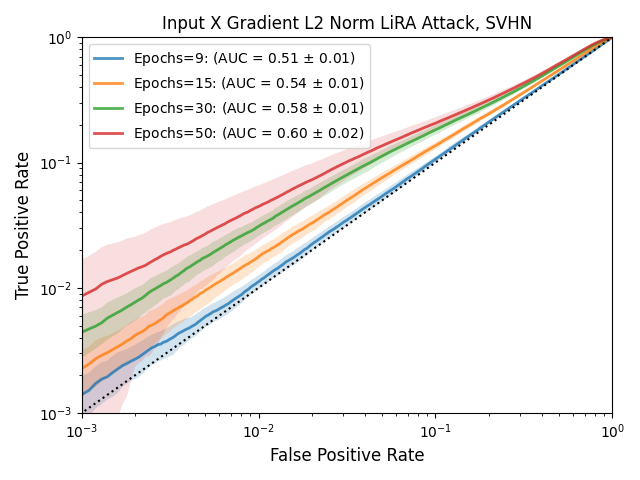 Input X Gradient L2 Norm LiRA Attack, SVHN
Epochs=9: (AUC = 0.51 ± 0.01)
Epochs=15: (AUC = 0.54 ± 0.01)
Epochs=30: (AUC = 0.58 ± 0.01)
Epochs=50: (AUC = 0.60 ± 0.02)
True Positive Rate
10⁰
10⁻¹
10⁻²
10⁻³
10⁻³ 10⁻² 10⁻¹ 10⁰
False Positive Rate